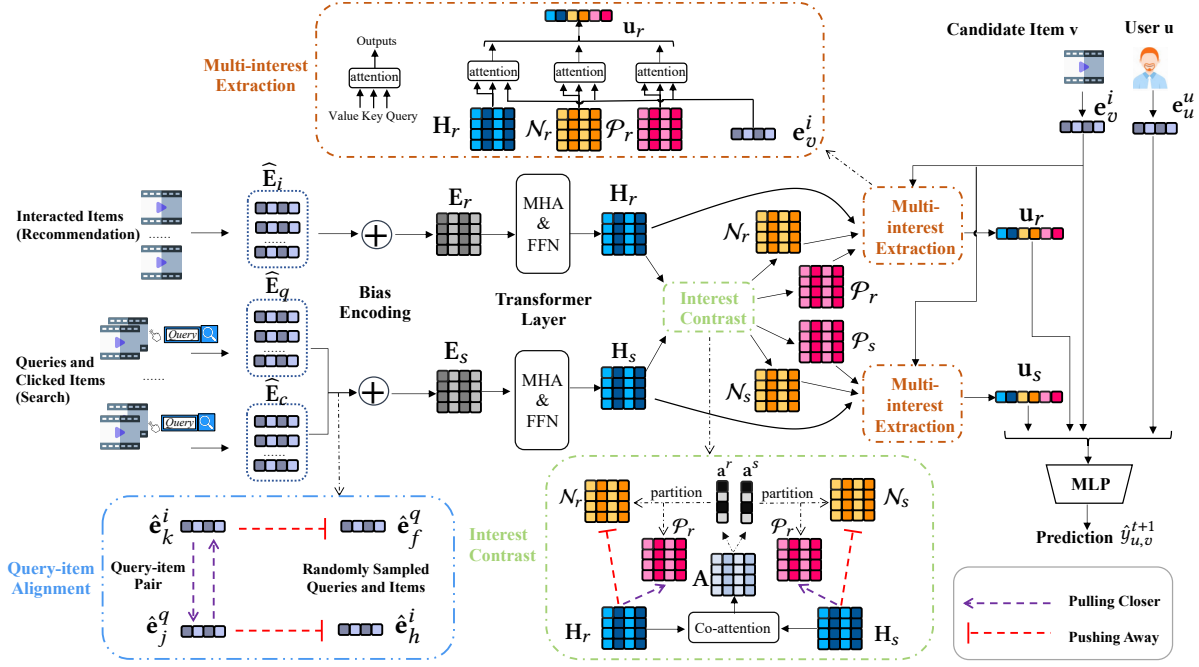 Multi-interest
Extraction
Outputs
attention
Value Key Query
u_r
attention
attention
attention
H_r
𝒩_r
𝒫_r
e_v^i
Candidate Item v
User u
e_v^i
e_u^u
Interacted Items
(Recommendation)
......
Ê_i
......
Bias
Encoding
E_r
MHA
&
FFN
Transformer
Layer
H_r
𝒩_r
Interest
Contrast
𝒫_r
𝒫_s
𝒩_s
Multi-
interest
Extraction
u_r
Query
Queries and
Clicked Items
(Search)
......
Query
Ê_q
......
Ê_c
......
E_s
MHA
&
FFN
H_s
Multi-
interest
Extraction
u_s
MLP
Prediction ŷ_{u,v}^{t+1}
Query-item
Alignment
ê_k^i
ê_f^q
Query-item
Pair
Randomly Sampled
Queries and Items
ê_j^q
ê_h^i
Interest
Contrast
a^r
a^s
𝒩_r
partition
partition
𝒩_s
𝒫_r
𝒫_r
A
H_r
Co-attention
H_s
Pulling Closer
Pushing Away